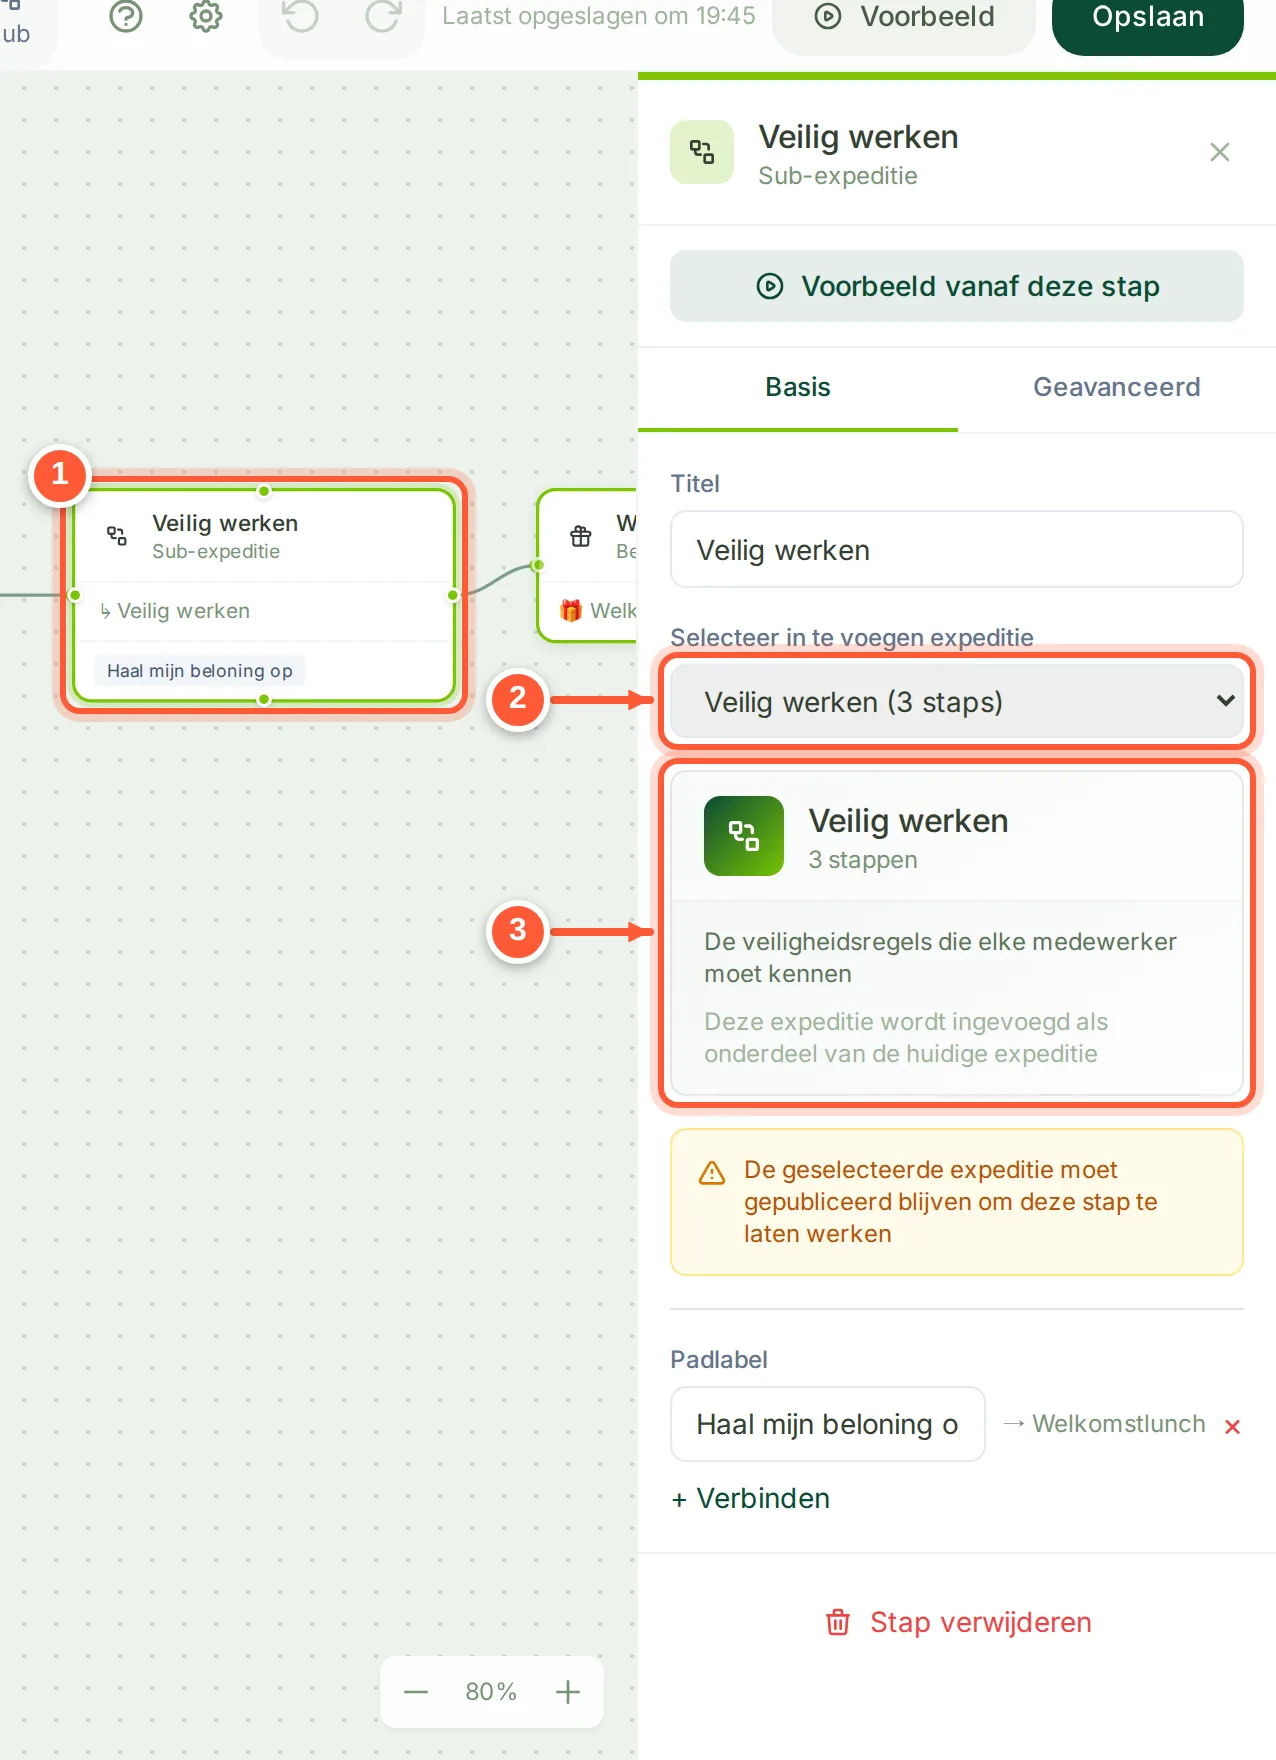 ub
Laatst opgeslagen om 19:45
Voorbeeld
Opslaan
Veilig werken
Sub-expeditie
Voorbeeld vanaf deze stap
Basis
Geavanceerd
Titel
Veilig werken
Selecteer in te voegen expeditie
Veilig werken (3 staps)
Veilig werken
3 stappen
De veiligheidsregels die elke medewerker
moet kennen
Deze expeditie wordt ingevoegd als
onderdeel van de huidige expeditie
De geselecteerde expeditie moet
gepubliceerd blijven om deze stap te
laten werken
Padlabel
Haal mijn beloning o
→ Welkomstlunch
+ Verbinden
Stap verwijderen
1
Veilig werken
Sub-expeditie
↳ Veilig werken
Haal mijn beloning op
W
Be
Welk
2
3
80%